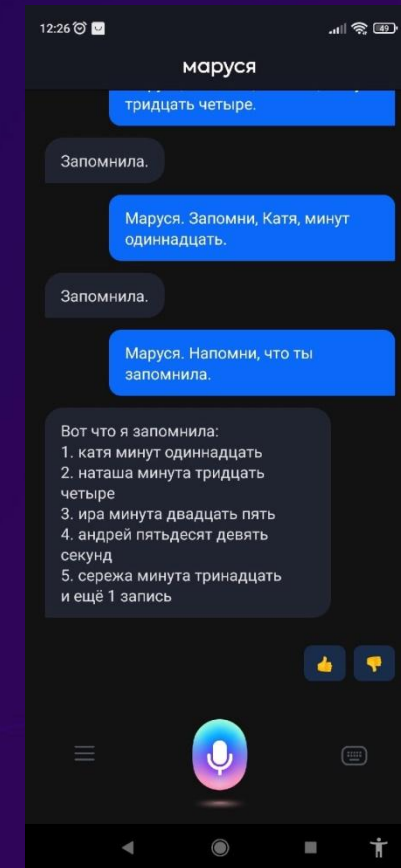 12:26
49
маруся
тридцать четыре.
Запомнила.
Маруся. Запомни, Катя, минут
одиннадцать.
Запомнила.
Маруся. Напомни, что ты
запомнила.
Вот что я запомнила:
1. катя минут одиннадцать
2. наташа минута тридцать
четыре
3. ира минута двадцать пять
4. андрей пятьдесят девять
секунд
5. сережа минута тринадцать
и ещё 1 запись